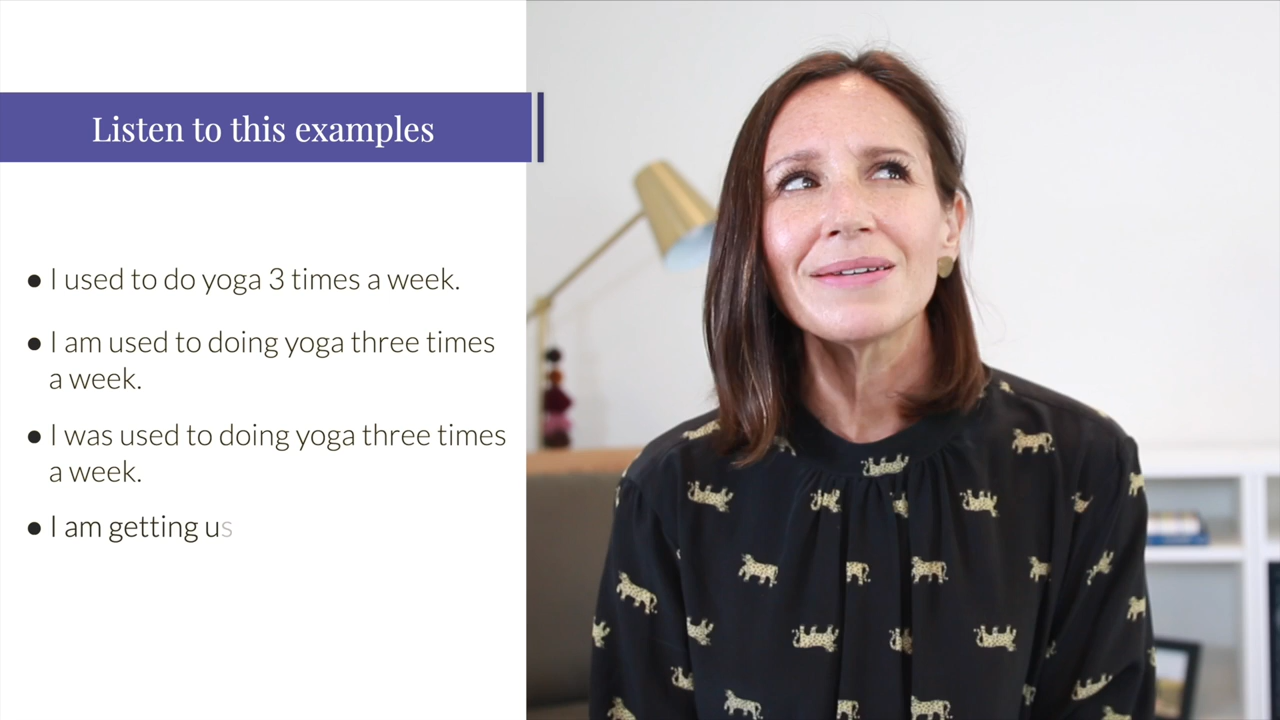 Listen to this examples
● I used to do yoga 3 times a week.
● I am used to doing yoga three times
a week.
● I was used to doing yoga three times
a week.
● I am getting us